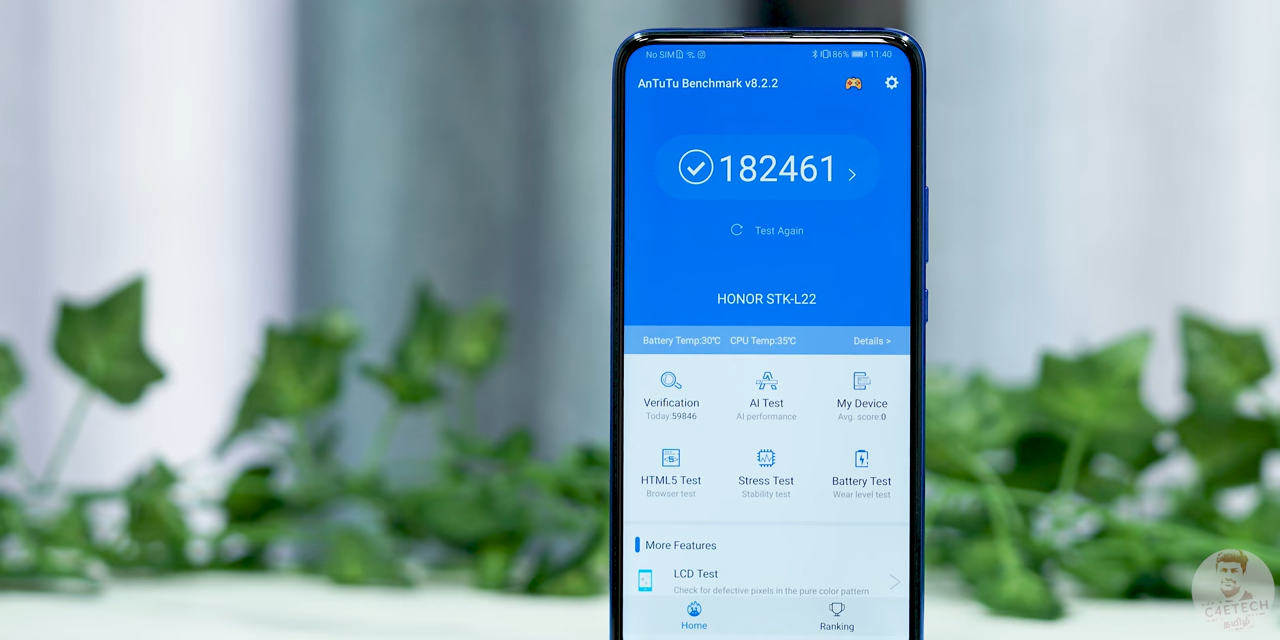 No SIM 86% 11:40
AnTuTu Benchmark v8.2.2
182461 >
Test Again
HONOR STK-L22
Battery Temp:30℃ CPU Temp:35℃ Details >
Verification AI Test My Device
Today:59846 AI performance Avg. score:0
HTML5 Test Stress Test Battery Test
Browser test Stability test Wear level test
More Features
LCD Test
Check for defective pixels in the pure color pattern
Home Ranking
C4ETECH
தமிழ்